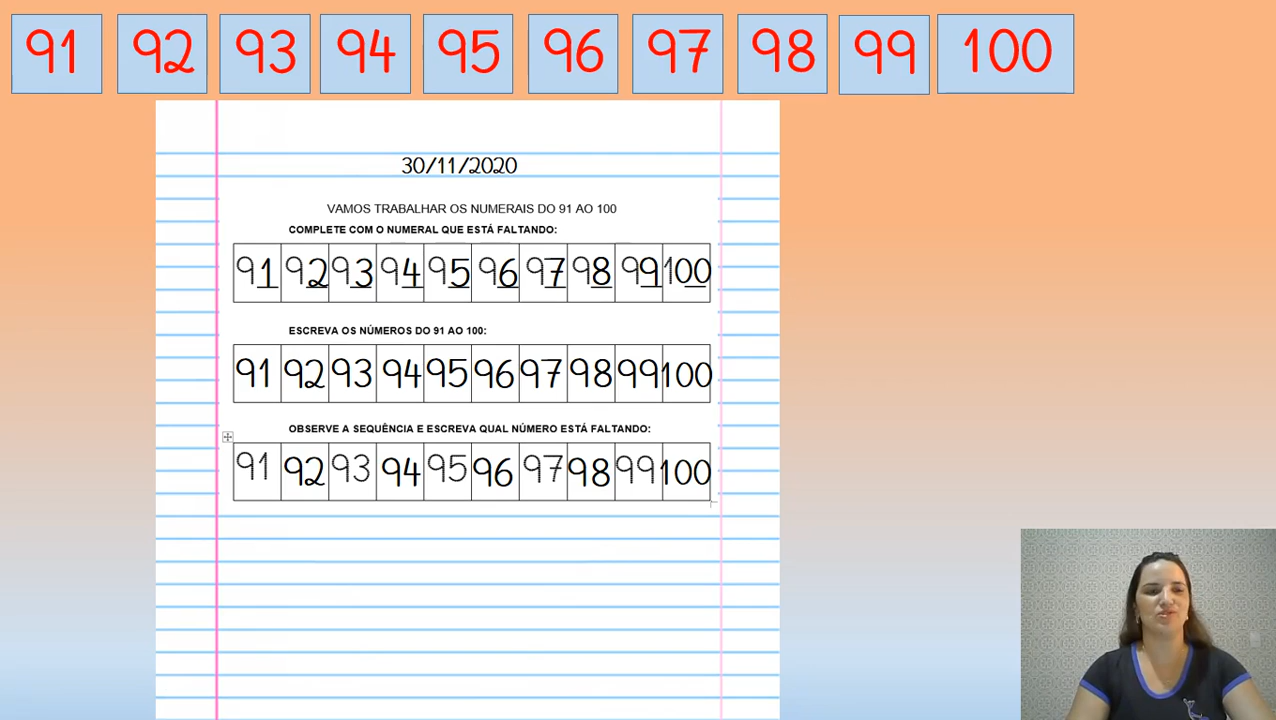 91 92 93 94 95 96 97 98 99 100
30/11/2020
VAMOS TRABALHAR OS NUMERAIS DO 91 AO 100
COMPLETE COM O NUMERAL QUE ESTÁ FALTANDO:
91 92 93 94 95 96 97 98 99 100
ESCREVA OS NÚMEROS DO 91 AO 100:
91 92 93 94 95 96 97 98 99 100
OBSERVE A SEQUÊNCIA E ESCREVA QUAL NÚMERO ESTÁ FALTANDO:
91 92 93 94 95 96 97 98 99 100